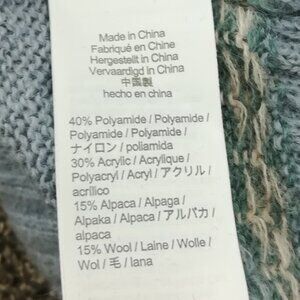 Made in China
Fabriqué en Chine
Hergestellt in China
Vervaardigd in China
中国製
hecho en china
40% Polyamide / Polyamide /
Polyamide / Polyamide /
ナイロン / poliamida
30% Acrylic / Acrylique /
Polyacryl / Acryl / アクリル /
acrílico
15% Alpaca / Alpaga /
Alpaka / Alpaca / アルパカ /
alpaca
15% Wool / Laine / Wolle /
Wol / 毛 / lana